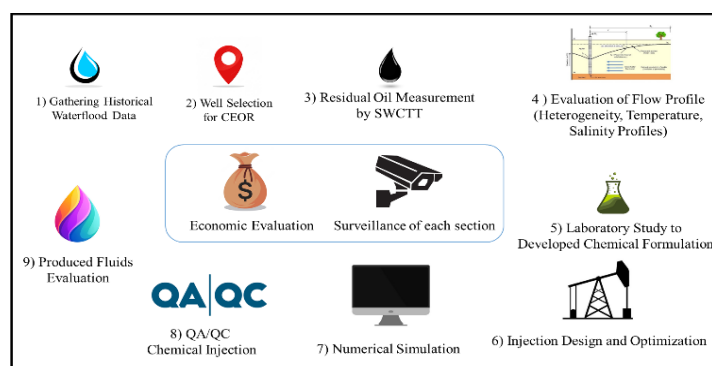 1) Gathering Historical
Waterflood Data
2) Well Selection
for CEOR
3) Residual Oil Measurement
by SWCTT
4 ) Evaluation of Flow Profile
(Heterogeneity, Temperature,
Salinity Profiles)
$
Economic Evaluation
Surveillance of each section
5) Laboratory Study to
Developed Chemical Formulation
6) Injection Design and Optimization
7) Numerical Simulation
QA|QC
8) QA/QC
Chemical Injection
9) Produced Fluids
Evaluation